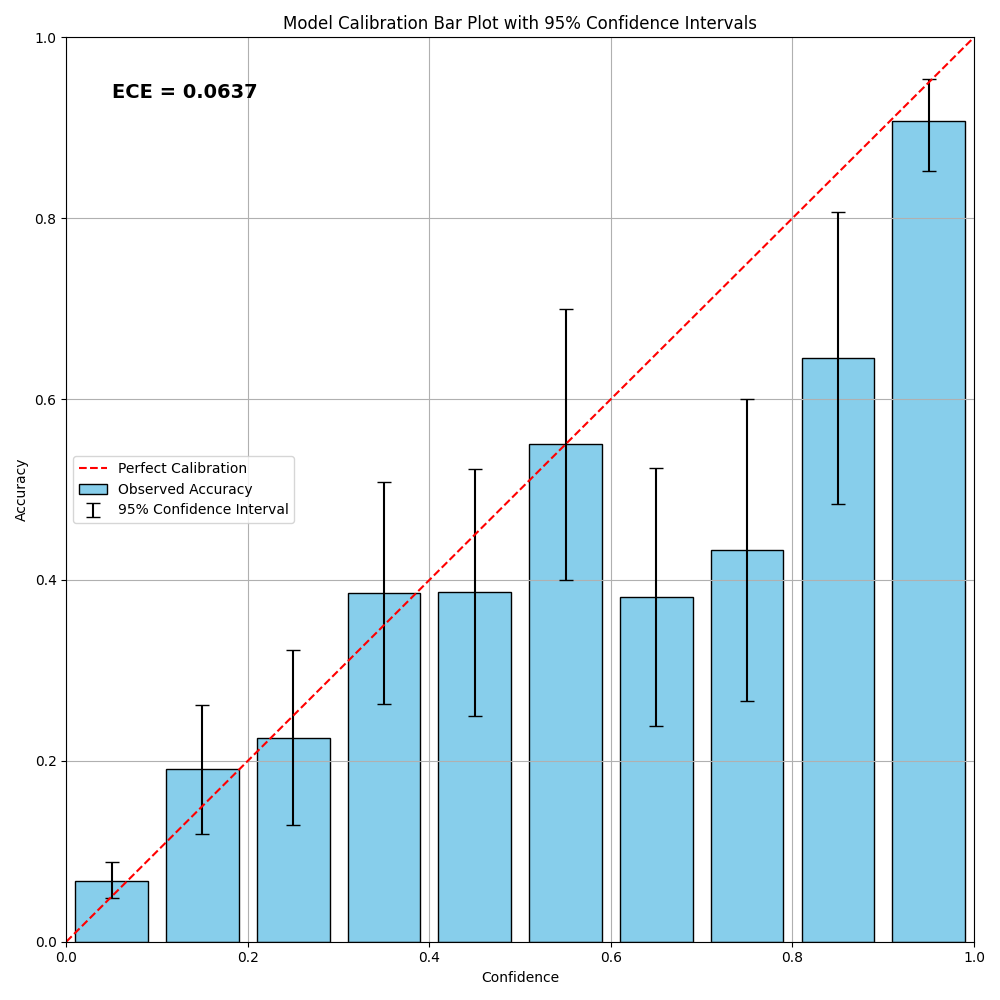 Model Calibration Bar Plot with 95% Confidence Intervals
ECE = 0.0637
Accuracy
1.0
0.8
0.6
0.4
0.2
0.0
Perfect Calibration
Observed Accuracy
95% Confidence Interval
0.0 0.2 0.4 0.6 0.8 1.0
Confidence